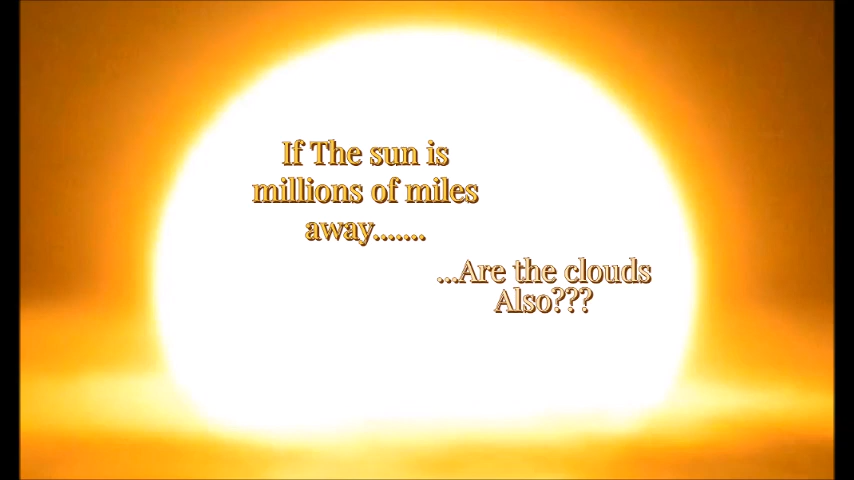 If The sun is
millions of miles
away.......
...Are the clouds
Also???